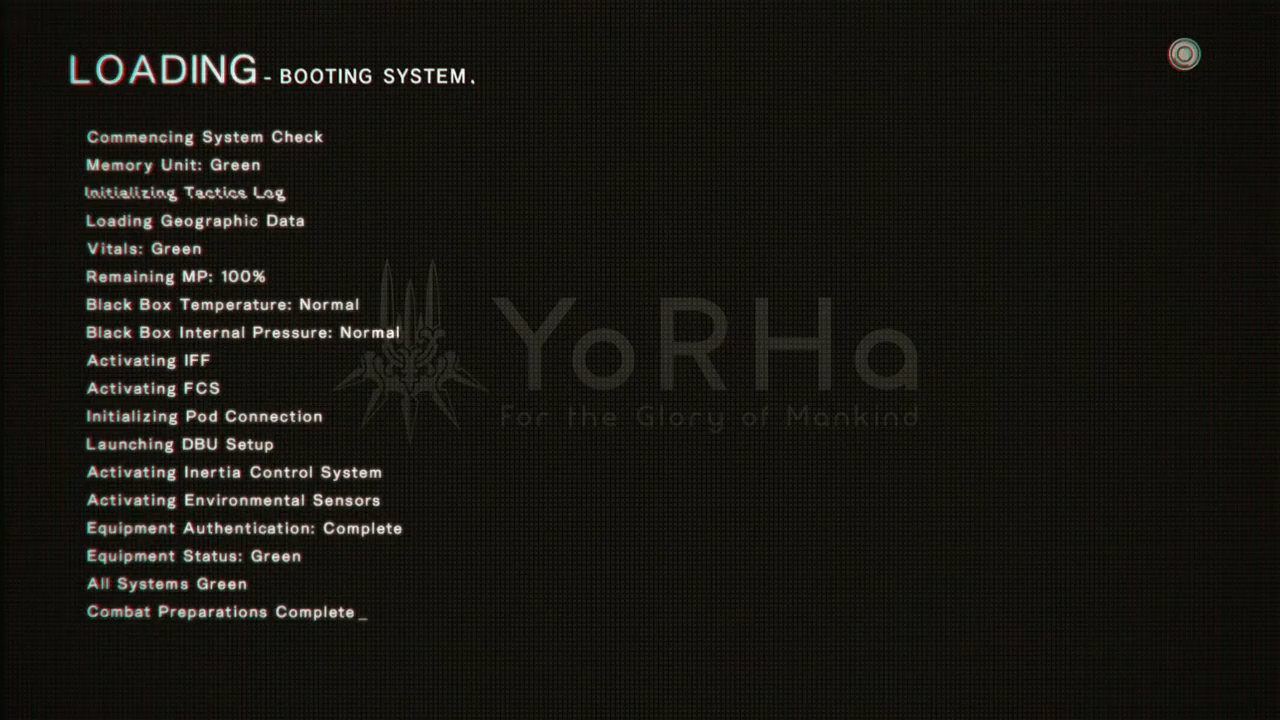 LOADING - BOOTING SYSTEM.
Commencing System Check
Memory Unit: Green
Initializing Tactics Log
Loading Geographic Data
Vitals: Green
Remaining MP: 100%
Black Box Temperature: Normal
Black Box Internal Pressure: Normal
Activating IFF
Activating FCS
Initializing Pod Connection
Launching DBU Setup
Activating Inertia Control System
Activating Environmental Sensors
Equipment Authentication: Complete
Equipment Status: Green
All Systems Green
Combat Preparations Complete_
YoRHa
For the Glory of Mankind